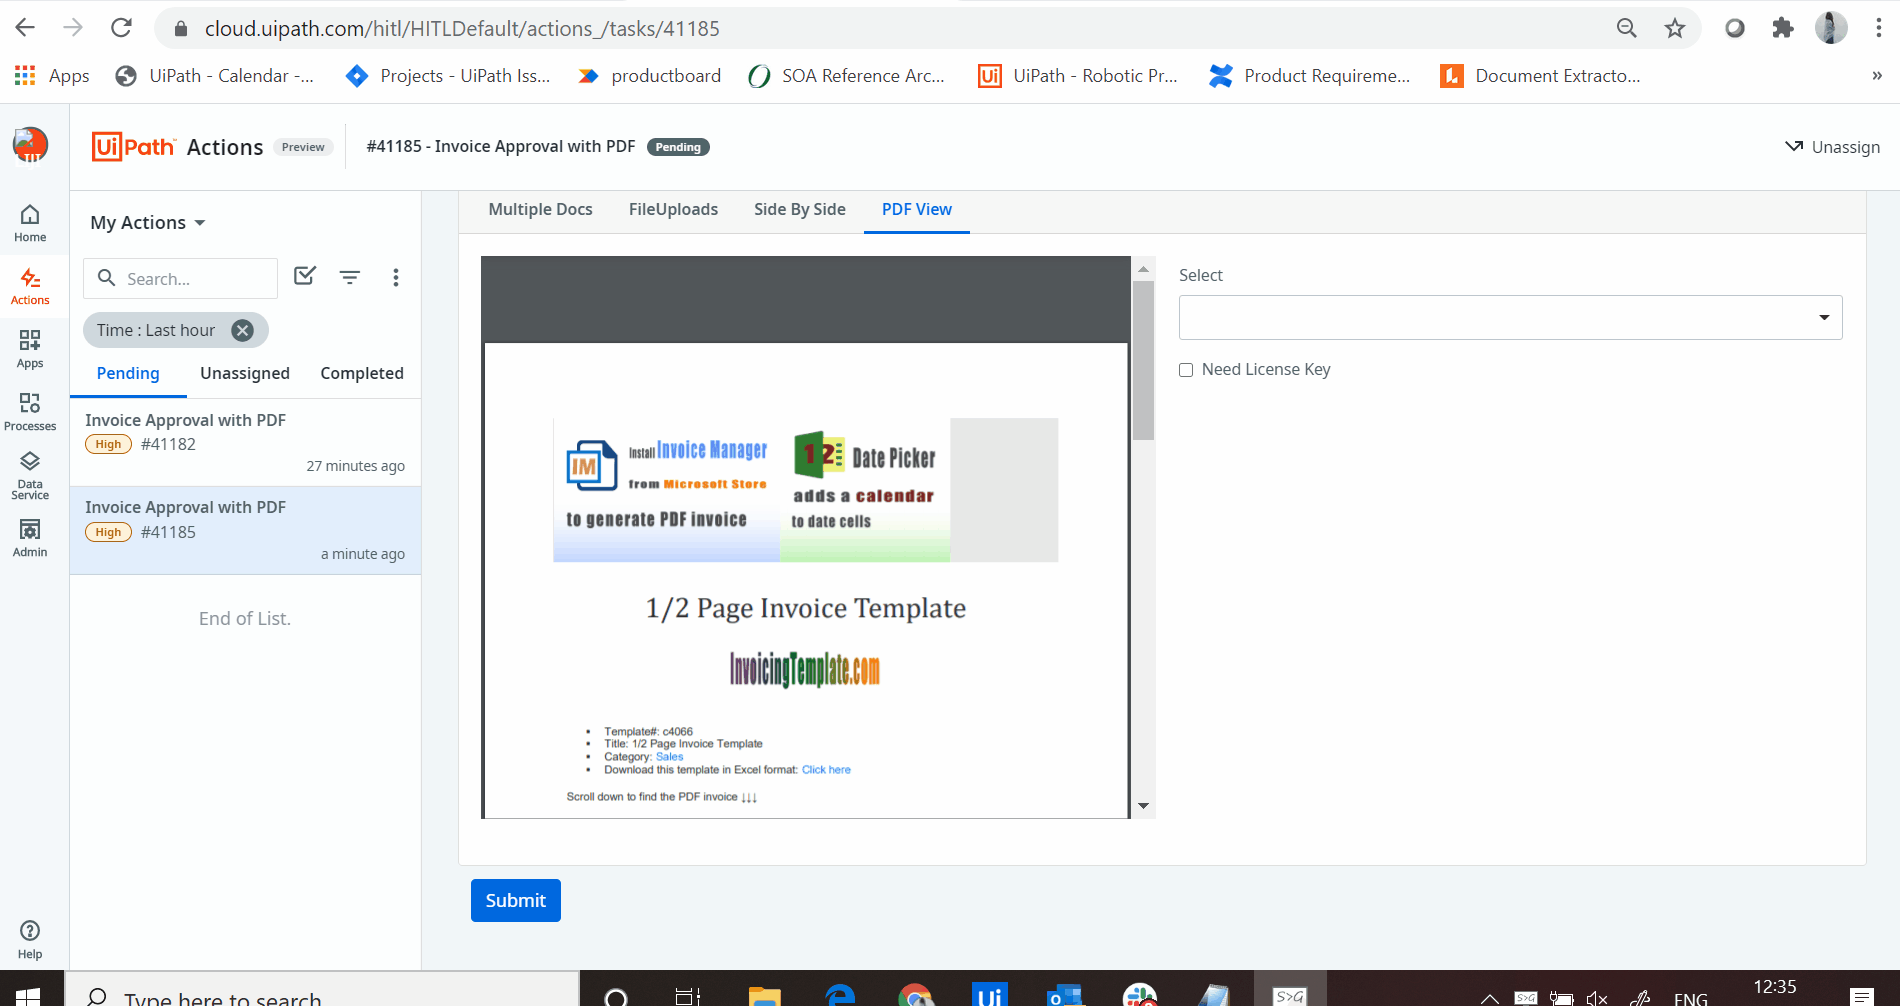 cloud.uipath.com/hitl/HITLDefault/actions_/tasks/41185
Apps
UiPath - Calendar -...
Projects - UiPath Iss...
productboard
SOA Reference Arc...
Ui
UiPath - Robotic Pr...
Product Requireme...
Document Extracto...
»
UiPath Actions
Preview
#41185 - Invoice Approval with PDF
Pending
Unassign
Home
Actions
Apps
Processes
Data
Service
Admin
Help
My Actions
Search...
Time : Last hour
Pending
Unassigned
Completed
Invoice Approval with PDF
High #41182
27 minutes ago
Invoice Approval with PDF
High #41185
a minute ago
End of List.
Multiple Docs
FileUploads
Side By Side
PDF View
IM
Install Invoice Manager
from Microsoft Store
to generate PDF invoice
12
Date Picker
adds a calendar
to date cells
1/2 Page Invoice Template
InvoicingTemplate.com
• Template#: c4066
• Title: 1/2 Page Invoice Template
• Category: Sales
• Download this template in Excel format: Click here
Scroll down to find the PDF invoice ↓↓↓
Select
Need License Key
Submit
Type here to search
Ui
S>G
S>G
ENG
12:35